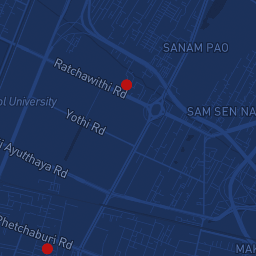 SANAM PAO
Ratchawithi Rd
ol University
SAM SEN NA
Yothi Rd
i Ayutthaya Rd
Phetchaburi Rd
MAK